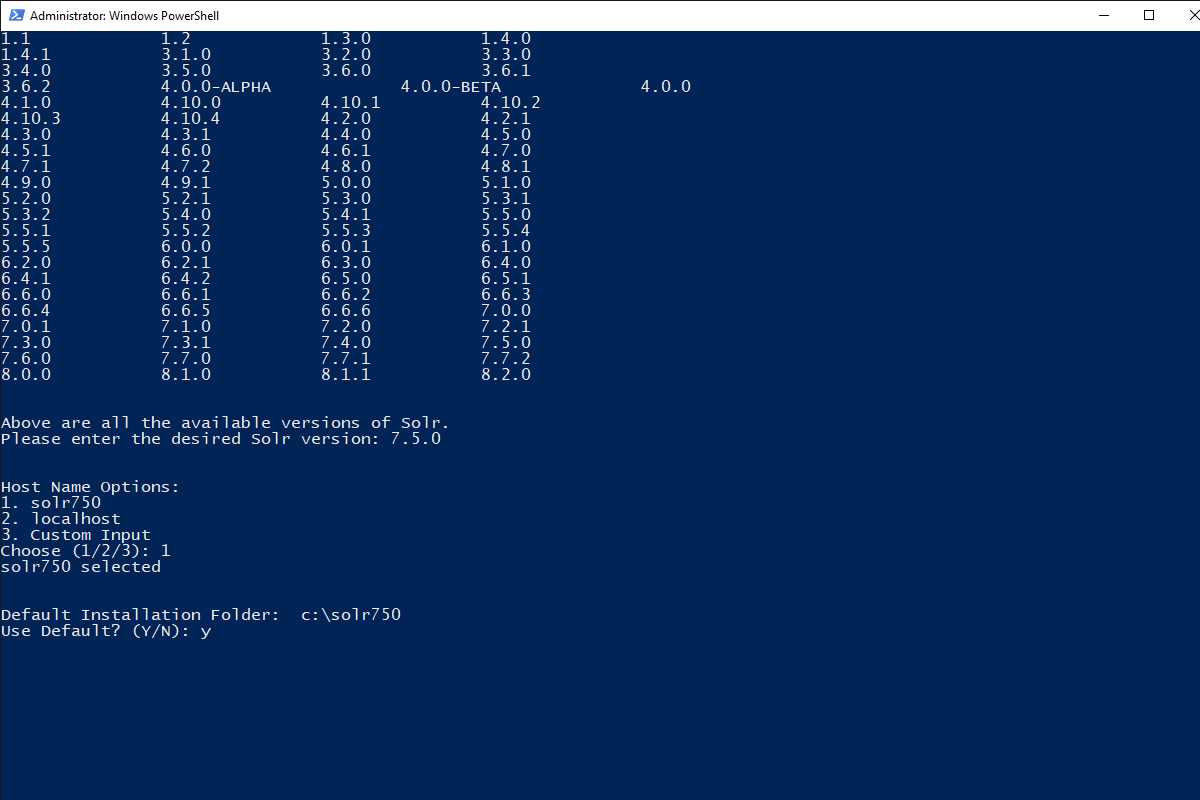 Administrator: Windows PowerShell
1.1 1.2 1.3.0 1.4.0
1.4.1 3.1.0 3.2.0 3.3.0
3.4.0 3.5.0 3.6.0 3.6.1
3.6.2 4.0.0-ALPHA 4.0.0-BETA 4.0.0
4.1.0 4.10.0 4.10.1 4.10.2
4.10.3 4.10.4 4.2.0 4.2.1
4.3.0 4.3.1 4.4.0 4.5.0
4.5.1 4.6.0 4.6.1 4.7.0
4.7.1 4.7.2 4.8.0 4.8.1
4.9.0 4.9.1 5.0.0 5.1.0
5.2.0 5.2.1 5.3.0 5.3.1
5.3.2 5.4.0 5.4.1 5.5.0
5.5.1 5.5.2 5.5.3 5.5.4
5.5.5 6.0.0 6.0.1 6.1.0
6.2.0 6.2.1 6.3.0 6.4.0
6.4.1 6.4.2 6.5.0 6.5.1
6.6.0 6.6.1 6.6.2 6.6.3
6.6.4 6.6.5 6.6.6 7.0.0
7.0.1 7.1.0 7.2.0 7.2.1
7.3.0 7.3.1 7.4.0 7.5.0
7.6.0 7.7.0 7.7.1 7.7.2
8.0.0 8.1.0 8.1.1 8.2.0
Above are all the available versions of Solr.
Please enter the desired Solr version: 7.5.0
Host Name Options:
1. solr750
2. localhost
3. Custom Input
Choose (1/2/3): 1
solr750 selected
Default Installation Folder:  c:\solr750
Use Default? (Y/N): y